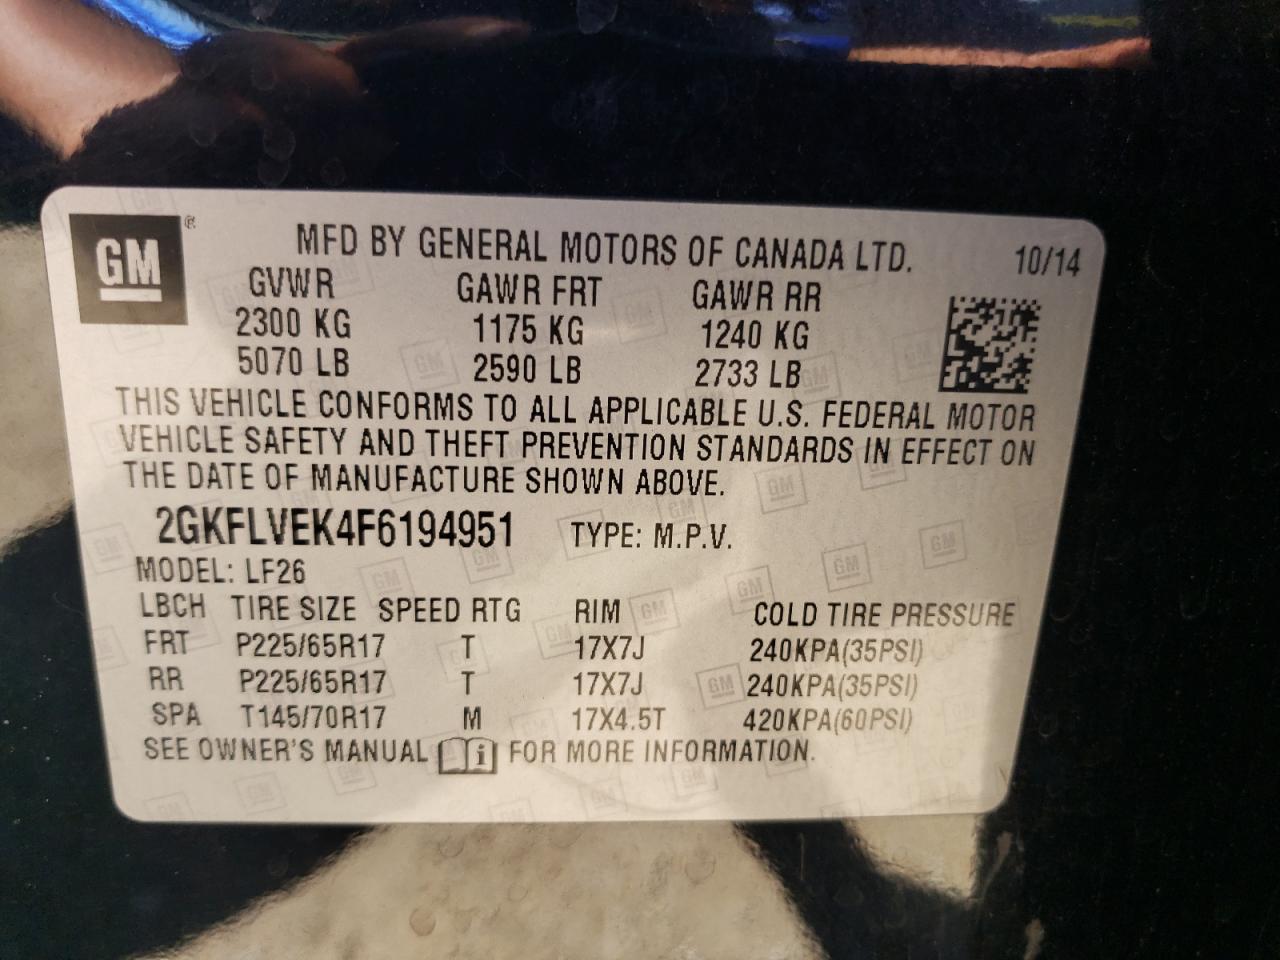 GM
®
MFD BY GENERAL MOTORS OF CANADA LTD. 10/14
GVWR GAWR FRT GAWR RR
2300 KG 1175 KG 1240 KG
5070 LB 2590 LB 2733 LB
THIS VEHICLE CONFORMS TO ALL APPLICABLE U.S. FEDERAL MOTOR
VEHICLE SAFETY AND THEFT PREVENTION STANDARDS IN EFFECT ON
THE DATE OF MANUFACTURE SHOWN ABOVE.
2GKFLVEK4F6194951 TYPE: M.P.V.
MODEL: LF26
LBCH TIRE SIZE SPEED RTG RIM COLD TIRE PRESSURE
FRT P225/65R17 T 17X7J 240KPA(35PSI)
RR P225/65R17 T 17X7J 240KPA(35PSI)
SPA T145/70R17 M 17X4.5T 420KPA(60PSI)
SEE OWNER'S MANUAL i FOR MORE INFORMATION.